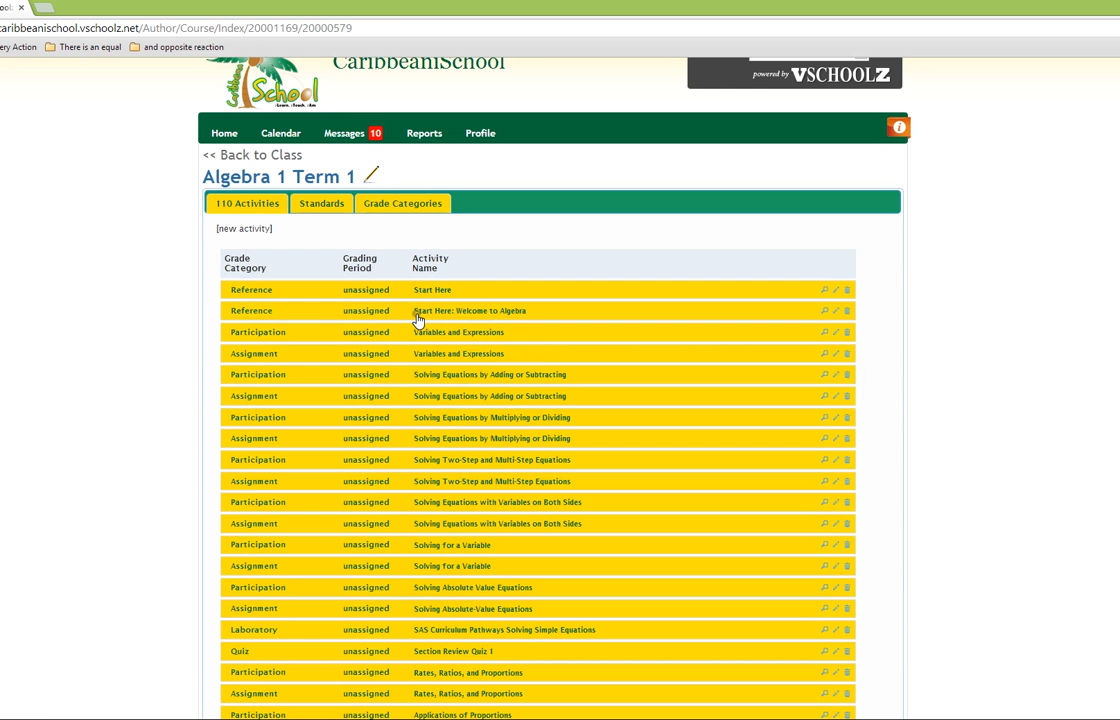 caribbeanischool.vschoolz.net/Author/Course/Index/20001169/20000579
ery Action There is an equal and opposite reaction
CaribbeaniSchool
powered by VSCHOOLZ
Caribbean
iSchool
Home Calendar Messages 10 Reports Profile i
<< Back to Class
Algebra 1 Term 1
110 Activities Standards Grade Categories
[new activity]
Grade Category Grading Period Activity Name
Reference unassigned Start Here
Reference unassigned Start Here: Welcome to Algebra
Participation unassigned Variables and Expressions
Assignment unassigned Variables and Expressions
Participation unassigned Solving Equations by Adding or Subtracting
Assignment unassigned Solving Equations by Adding or Subtracting
Participation unassigned Solving Equations by Multiplying or Dividing
Assignment unassigned Solving Equations by Multiplying or Dividing
Participation unassigned Solving Two-Step and Multi-Step Equations
Assignment unassigned Solving Two-Step and Multi-Step Equations
Participation unassigned Solving Equations with Variables on Both Sides
Assignment unassigned Solving Equations with Variables on Both Sides
Participation unassigned Solving for a Variable
Assignment unassigned Solving for a Variable
Participation unassigned Solving Absolute Value Equations
Assignment unassigned Solving Absolute-Value Equations
Laboratory unassigned SAS Curriculum Pathways Solving Simple Equations
Quiz unassigned Section Review Quiz 1
Participation unassigned Rates, Ratios, and Proportions
Assignment unassigned Rates, Ratios, and Proportions
Participation unassigned Applications of Proportions